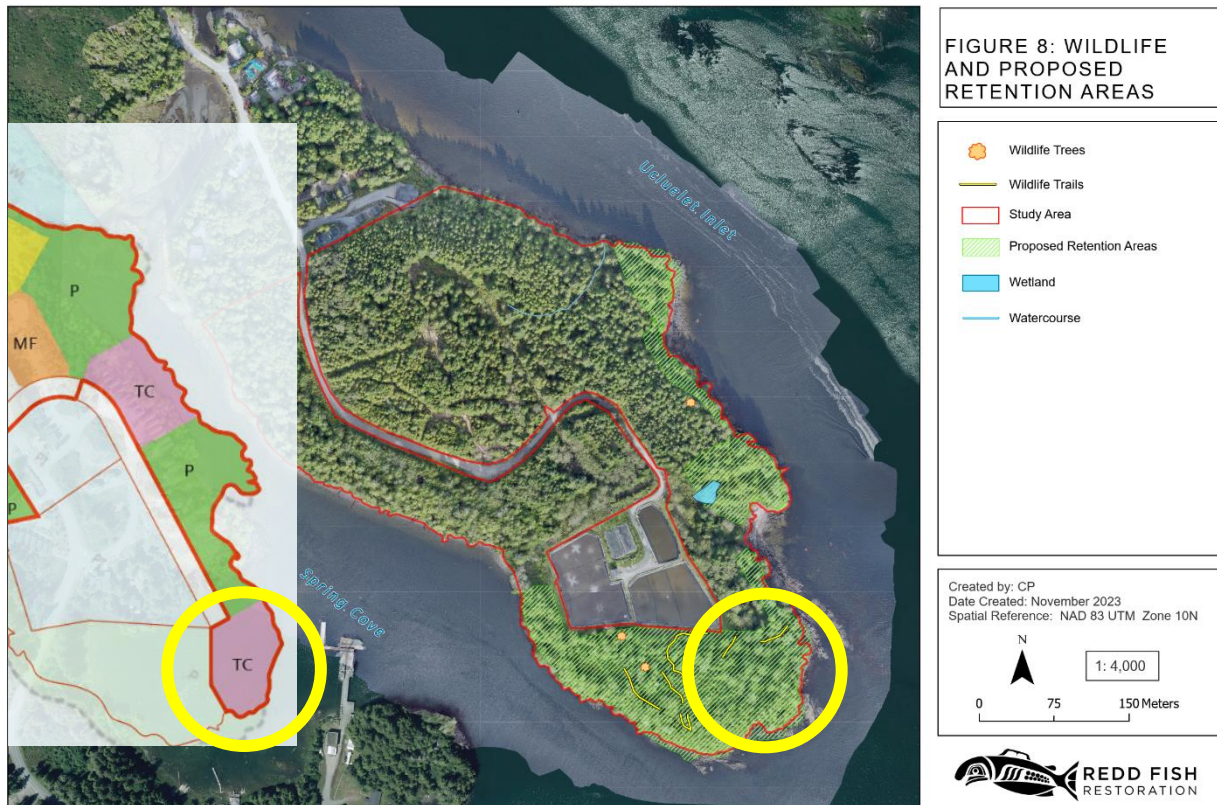 FIGURE 8: WILDLIFE
AND PROPOSED
RETENTION AREAS
Wildlife Trees
Wildlife Trails
Study Area
Proposed Retention Areas
Wetland
Watercourse
Created by: CP
Date Created: November 2023
Spatial Reference: NAD 83 UTM Zone 10N
N
1: 4,000
0 75 150 Meters
REDD FISH
RESTORATION
Ucluelet Inlet
Spring Cove
P
MF
TC
P
P
TC